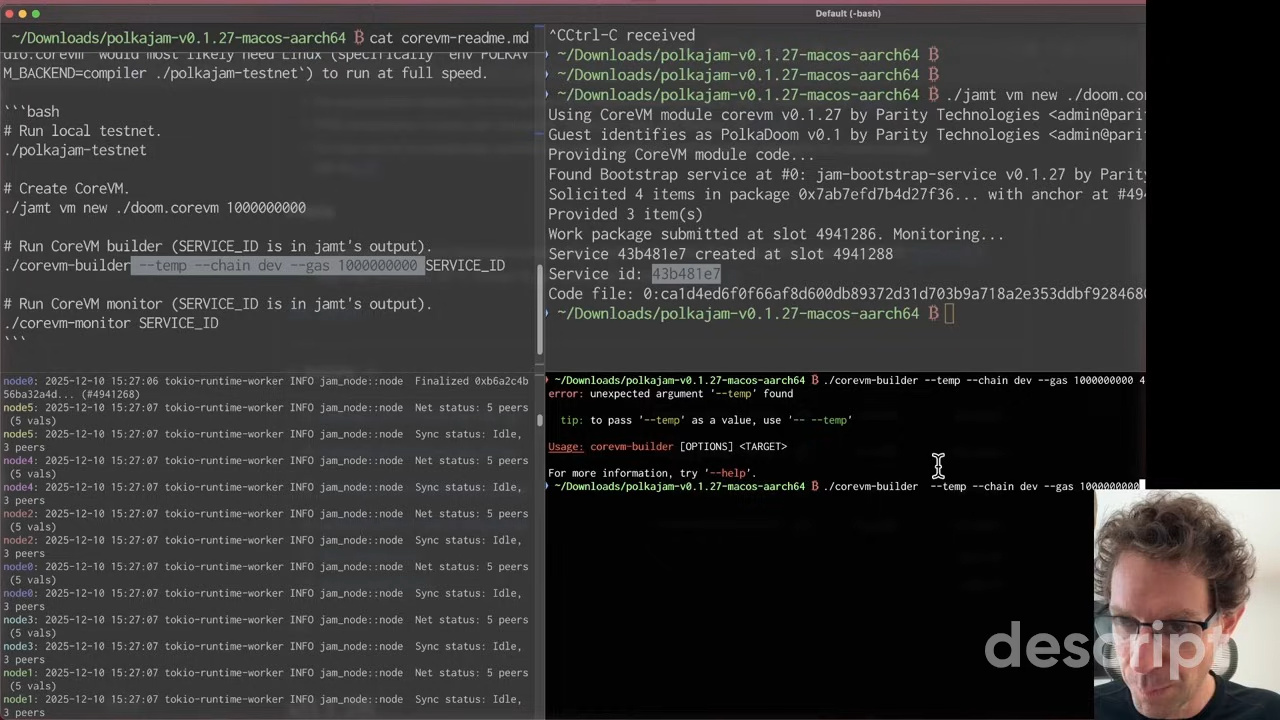 Default (-bash)
~/Downloads/polkajam-v0.1.27-macos-aarch64 ₿ cat corevm-readme.md
dio.corevm` would most likely need Linux (specifically `env POLKAV
M_BACKEND=compiler ./polkajam-testnet`) to run at full speed.
```bash
# Run local testnet.
./polkajam-testnet
# Create CoreVM.
./jamt vm new ./doom.corevm 1000000000
# Run CoreVM builder (SERVICE_ID is in jamt's output).
./corevm-builder --temp --chain dev --gas 1000000000 SERVICE_ID
# Run CoreVM monitor (SERVICE_ID is in jamt's output).
./corevm-monitor SERVICE_ID
```
^CCtrl-C received
~/Downloads/polkajam-v0.1.27-macos-aarch64 ₿
~/Downloads/polkajam-v0.1.27-macos-aarch64 ₿
~/Downloads/polkajam-v0.1.27-macos-aarch64 ₿ ./jamt vm new ./doom.co
Using CoreVM module corevm v0.1.27 by Parity Technologies <admin@pari
Guest identifies as PolkaDoom v0.1 by Parity Technologies <admin@pari
Providing CoreVM module code...
Found Bootstrap service at #0: jam-bootstrap-service v0.1.27 by Parit
Solicited 4 items in package 0x7ab7efd7b4d27f36... with anchor at #49
Provided 3 item(s)
Work package submitted at slot 4941286. Monitoring...
Service 43b481e7 created at slot 4941288
Service id: 43b481e7
Code file: 0:ca1d4ed6f0f66af8d600db89372d31d703b9a718a2e353ddbf928468
~/Downloads/polkajam-v0.1.27-macos-aarch64 ₿
node0: 2025-12-10 15:27:06 tokio-runtime-worker INFO jam_node::node  Finalized 0xb6a2c4b
56ba32a4d... (#4941268)
node5: 2025-12-10 15:27:07 tokio-runtime-worker INFO jam_node::node  Net status: 5 peers
(5 vals)
node5: 2025-12-10 15:27:07 tokio-runtime-worker INFO jam_node::node  Sync status: Idle,
3 peers
node4: 2025-12-10 15:27:07 tokio-runtime-worker INFO jam_node::node  Net status: 5 peers
(5 vals)
node4: 2025-12-10 15:27:07 tokio-runtime-worker INFO jam_node::node  Sync status: Idle,
3 peers
node2: 2025-12-10 15:27:07 tokio-runtime-worker INFO jam_node::node  Net status: 5 peers
(5 vals)
node2: 2025-12-10 15:27:07 tokio-runtime-worker INFO jam_node::node  Sync status: Idle,
3 peers
node0: 2025-12-10 15:27:07 tokio-runtime-worker INFO jam_node::node  Net status: 5 peers
(5 vals)
node0: 2025-12-10 15:27:07 tokio-runtime-worker INFO jam_node::node  Sync status: Idle,
3 peers
node3: 2025-12-10 15:27:07 tokio-runtime-worker INFO jam_node::node  Net status: 5 peers
(5 vals)
node3: 2025-12-10 15:27:07 tokio-runtime-worker INFO jam_node::node  Sync status: Idle,
3 peers
node1: 2025-12-10 15:27:07 tokio-runtime-worker INFO jam_node::node  Net status: 5 peers
(5 vals)
node1: 2025-12-10 15:27:07 tokio-runtime-worker INFO jam_node::node  Sync status: Idle,
3 peers
~/Downloads/polkajam-v0.1.27-macos-aarch64 ₿ ./corevm-builder --temp --chain dev --gas 1000000000 4
error: unexpected argument '--temp' found
tip: to pass '--temp' as a value, use '-- --temp'
Usage: corevm-builder [OPTIONS] <TARGET>
For more information, try '--help'.
~/Downloads/polkajam-v0.1.27-macos-aarch64 ₿ ./corevm-builder  --temp --chain dev --gas 1000000000
descript